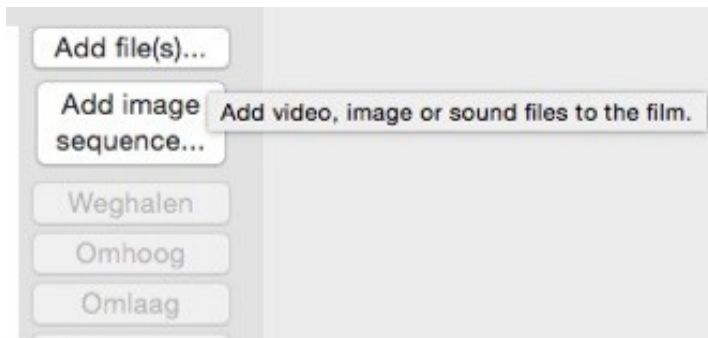 Add file(s)...
Add image
sequence...
Add video, image or sound files to the film.
Weghalen
Omhoog
Omlaag